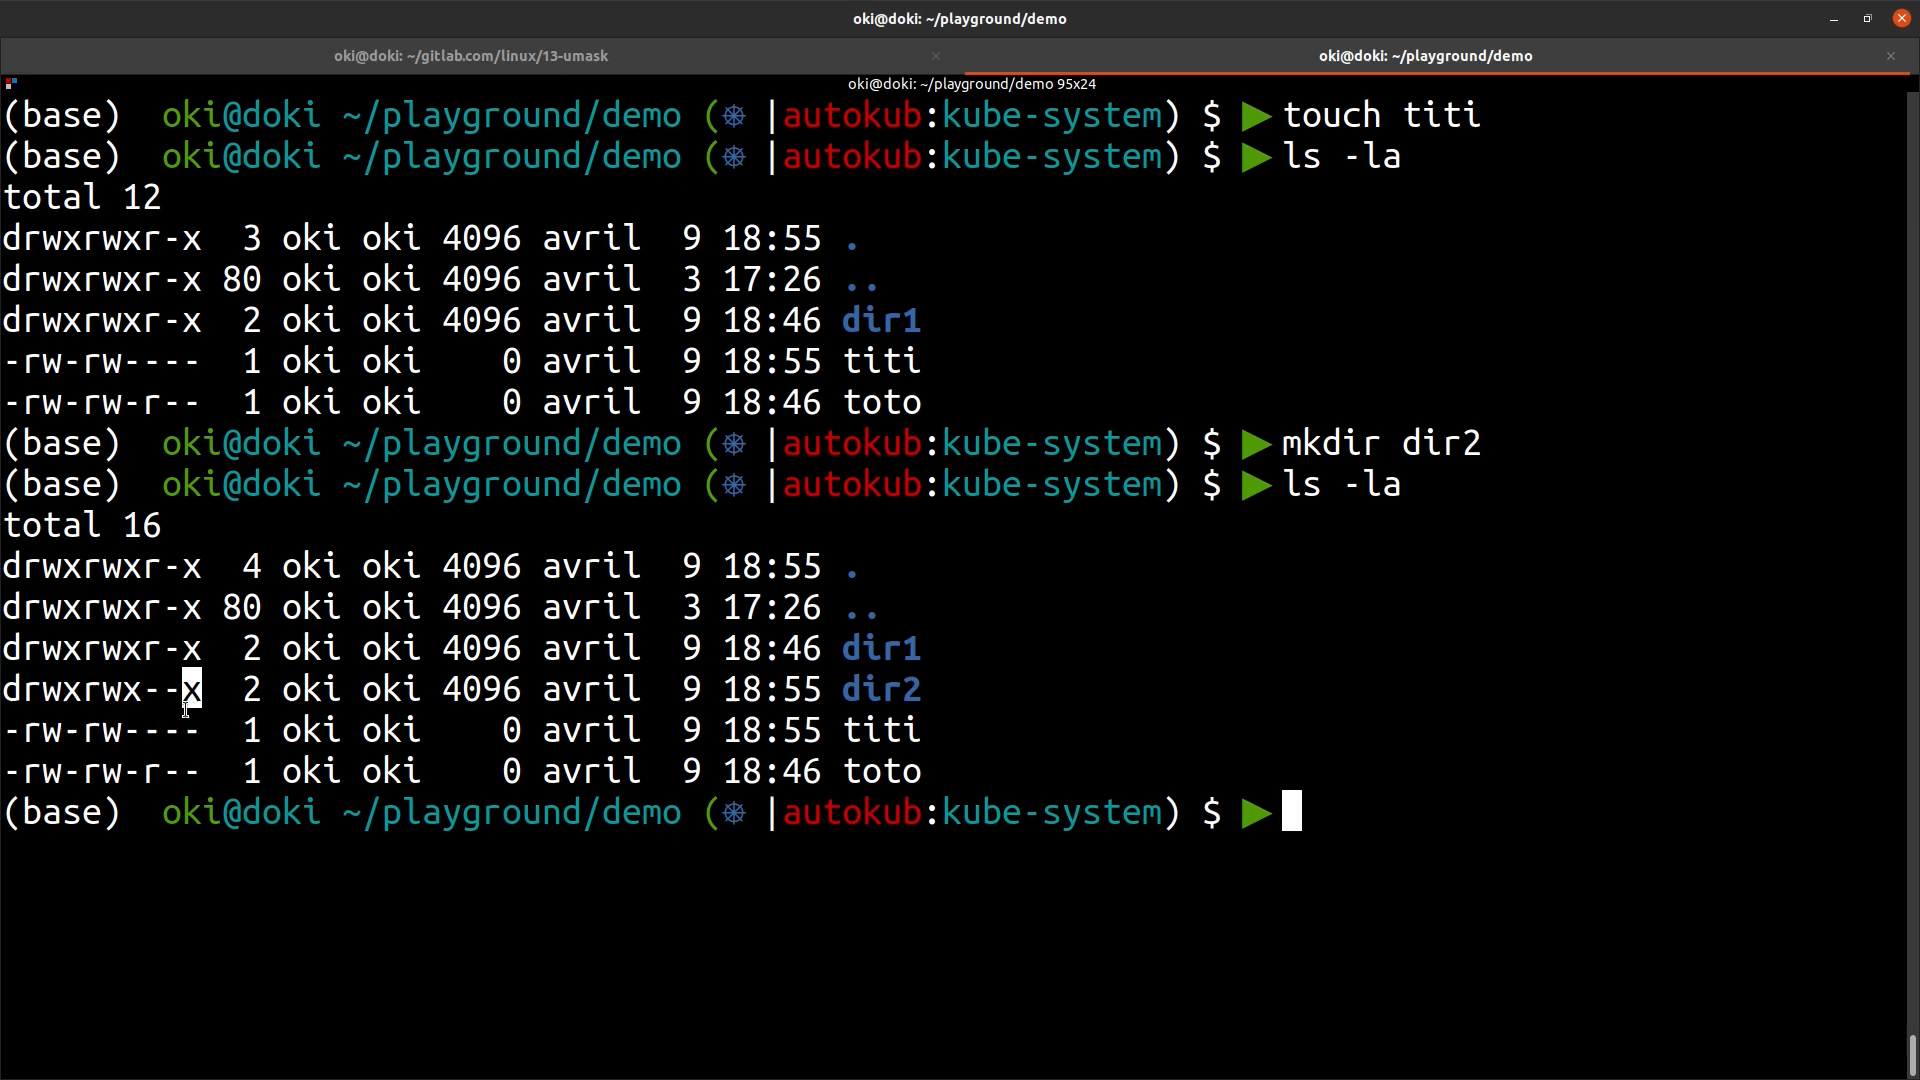 oki@doki: ~/playground/demo
oki@doki: ~/gitlab.com/linux/13-umask × oki@doki: ~/playground/demo ×
oki@doki: ~/playground/demo 95x24
(base)  oki@doki ~/playground/demo (⎈ |autokub:kube-system) $ ▶ touch titi
(base)  oki@doki ~/playground/demo (⎈ |autokub:kube-system) $ ▶ ls -la
total 12
drwxrwxr-x  3 oki oki 4096 avril  9 18:55 .
drwxrwxr-x 80 oki oki 4096 avril  3 17:26 ..
drwxrwxr-x  2 oki oki 4096 avril  9 18:46 dir1
-rw-rw----  1 oki oki    0 avril  9 18:55 titi
-rw-rw-r--  1 oki oki    0 avril  9 18:46 toto
(base)  oki@doki ~/playground/demo (⎈ |autokub:kube-system) $ ▶ mkdir dir2
(base)  oki@doki ~/playground/demo (⎈ |autokub:kube-system) $ ▶ ls -la
total 16
drwxrwxr-x  4 oki oki 4096 avril  9 18:55 .
drwxrwxr-x 80 oki oki 4096 avril  3 17:26 ..
drwxrwxr-x  2 oki oki 4096 avril  9 18:46 dir1
drwxrwx--x  2 oki oki 4096 avril  9 18:55 dir2
-rw-rw----  1 oki oki    0 avril  9 18:55 titi
-rw-rw-r--  1 oki oki    0 avril  9 18:46 toto
(base)  oki@doki ~/playground/demo (⎈ |autokub:kube-system) $ ▶